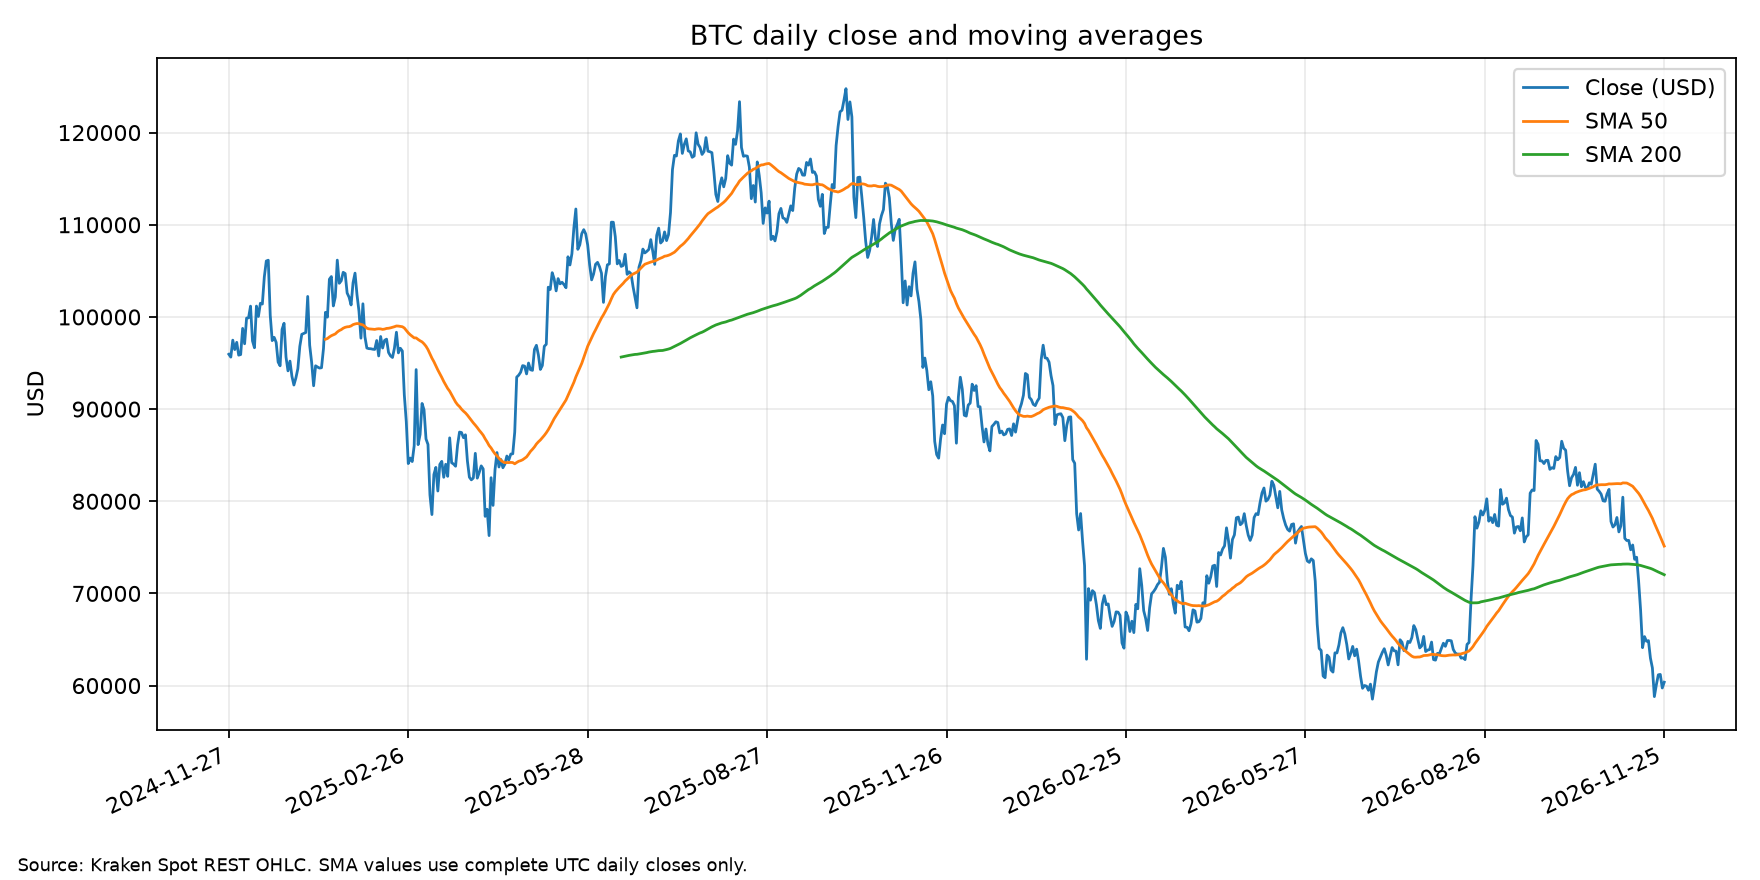 BTC daily close and moving averages
Close (USD)
SMA 50
SMA 200
USD
120000
110000
100000
90000
80000
70000
60000
2024-11-27
2025-02-26
2025-05-28
2025-08-27
2025-11-26
2026-02-25
2026-05-27
2026-08-26
2026-11-25
Source: Kraken Spot REST OHLC. SMA values use complete UTC daily closes only.